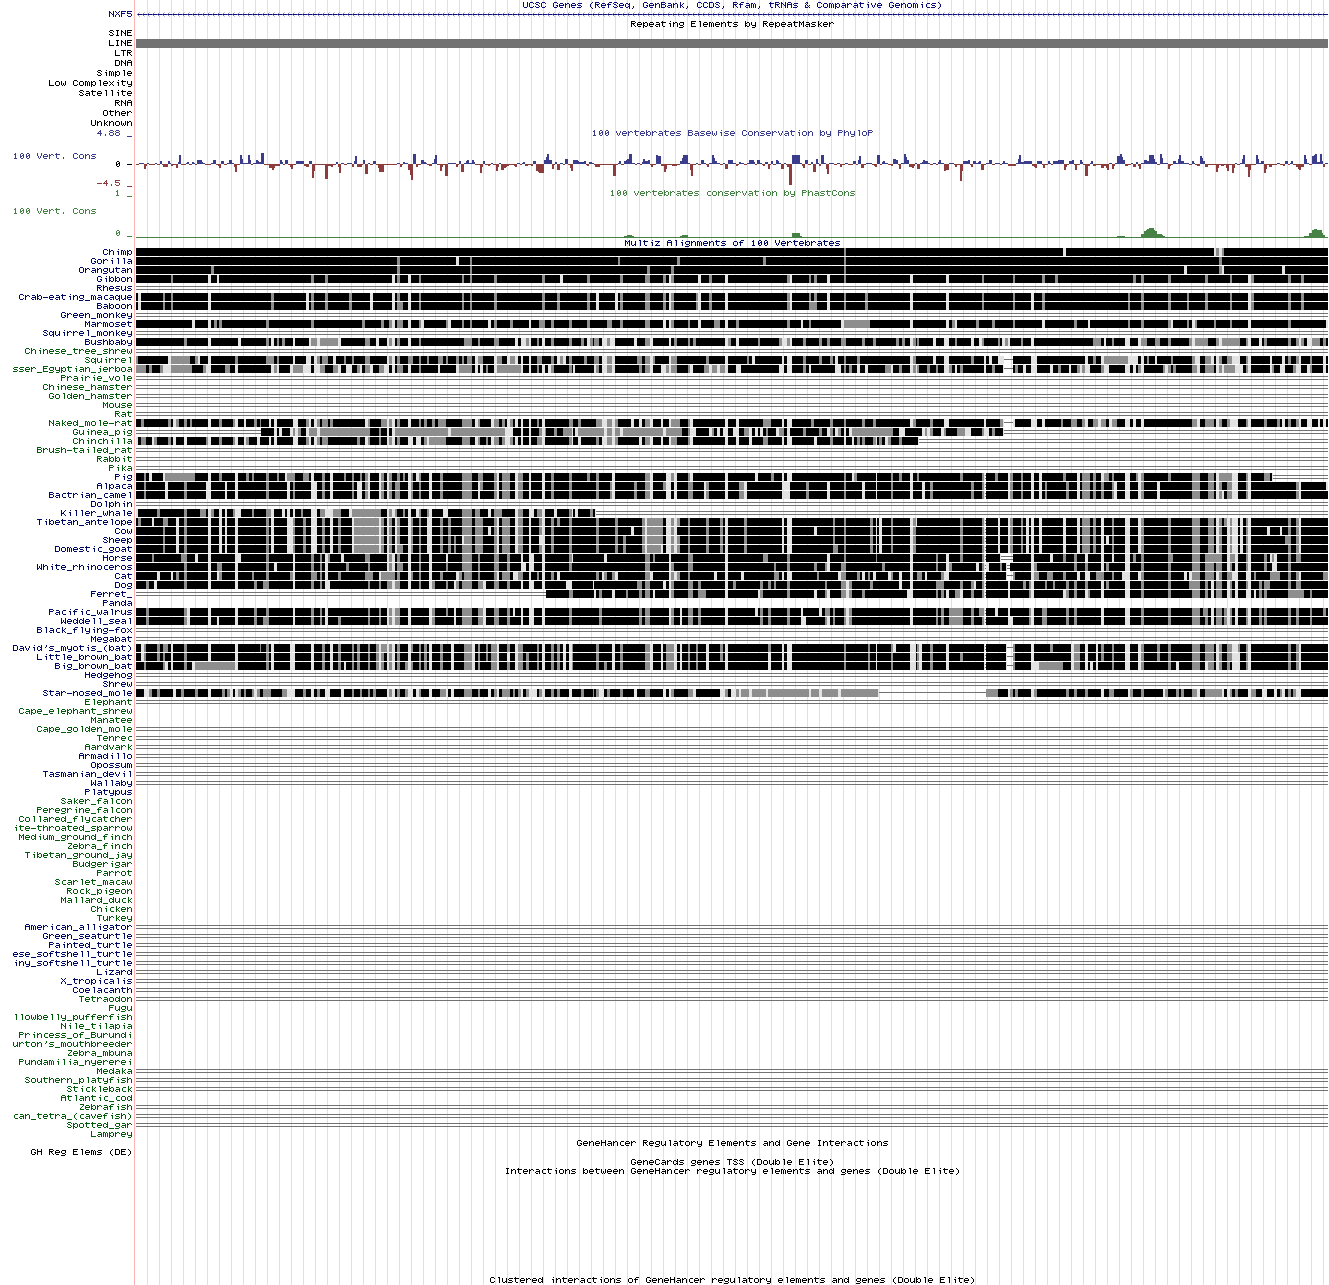 UCSC Genes (RefSeq, GenBank, CCDS, Rfam, tRNAs & Comparative Genomics)
NXF5
Repeating Elements by RepeatMasker
SINE
LINE
LTR
DNA
Simple
Low Complexity
Satellite
RNA
Other
Unknown
4.88 _
100 vertebrates Basewise Conservation by PhyloP
100 Vert. Cons
0 _
-4.5 _
1 _
100 vertebrates conservation by PhastCons
100 Vert. Cons
0 _
Multiz Alignments of 100 Vertebrates
Chimp
Gorilla
Orangutan
Gibbon
Rhesus
Crab-eating_macaque
Baboon
Green_monkey
Marmoset
Squirrel_monkey
Bushbaby
Chinese_tree_shrew
Squirrel
sser_Egyptian_jerboa
Prairie_vole
Chinese_hamster
Golden_hamster
Mouse
Rat
Naked_mole-rat
Guinea_pig
Chinchilla
Brush-tailed_rat
Rabbit
Pika
Pig
Alpaca
Bactrian_camel
Dolphin
Killer_whale
Tibetan_antelope
Cow
Sheep
Domestic_goat
Horse
White_rhinoceros
Cat
Dog
Ferret_
Panda
Pacific_walrus
Weddell_seal
Black_flying-fox
Megabat
David's_myotis_(bat)
Little_brown_bat
Big_brown_bat
Hedgehog
Shrew
Star-nosed_mole
Elephant
Cape_elephant_shrew
Manatee
Cape_golden_mole
Tenrec
Aardvark
Armadillo
Opossum
Tasmanian_devil
Wallaby
Platypus
Saker_falcon
Peregrine_falcon
Collared_flycatcher
ite-throated_sparrow
Medium_ground_finch
Zebra_finch
Tibetan_ground_jay
Budgerigar
Parrot
Scarlet_macaw
Rock_pigeon
Mallard_duck
Chicken
Turkey
American_alligator
Green_seaturtle
Painted_turtle
ese_softshell_turtle
iny_softshell_turtle
Lizard
X_tropicalis
Coelacanth
Tetraodon
Fugu
llowbelly_pufferfish
Nile_tilapia
Princess_of_Burundi
urton's_mouthbreeder
Zebra_mbuna
Pundamilia_nyererei
Medaka
Southern_platyfish
Stickleback
Atlantic_cod
Zebrafish
can_tetra_(cavefish)
Spotted_gar
Lamprey
GeneHancer Regulatory Elements and Gene Interactions
GH Reg Elems (DE)
GeneCards genes TSS (Double Elite)
Interactions between GeneHancer regulatory elements and genes (Double Elite)
Clustered interactions of GeneHancer regulatory elements and genes (Double Elite)